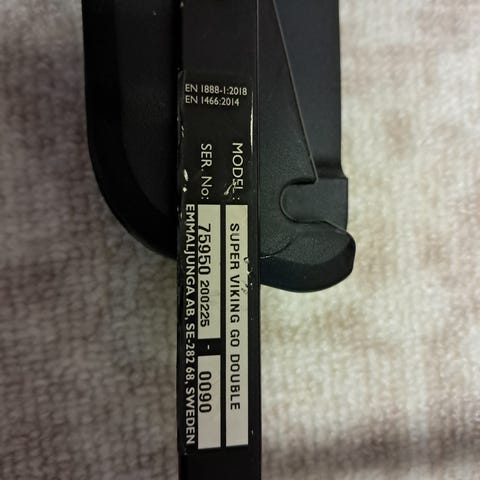 EN 1888-1:2018
EN 1466:2014
MODEL: SUPER VIKING GO DOUBLE
SER. No: 75950 200225 - 0090
EMMALJUNGA AB, SE-282 68, SWEDEN